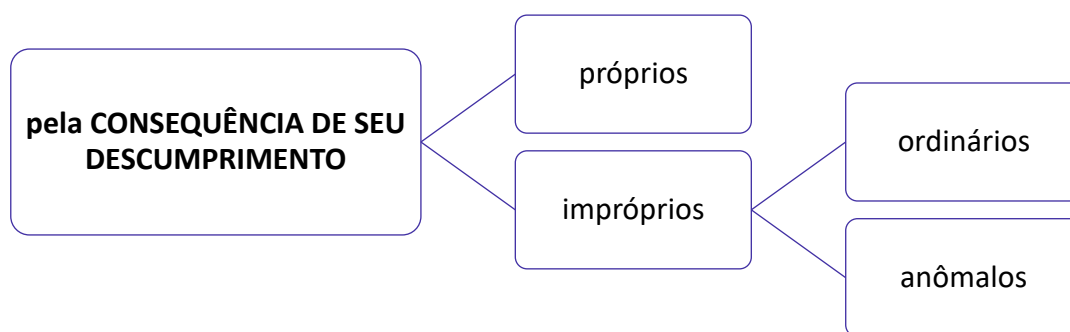 pela CONSEQUÊNCIA DE SEU
DESCUMPRIMENTO
próprios
impróprios
ordinários
anômalos